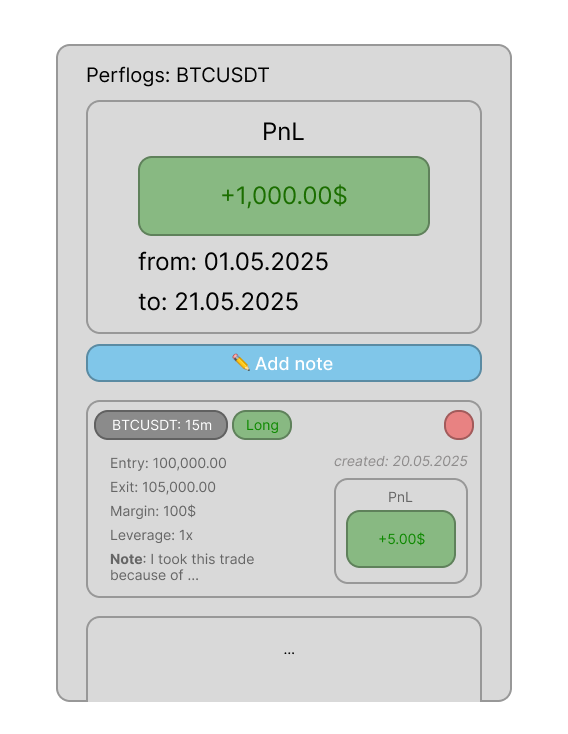 Perflogs: BTCUSDT
PnL
+1,000.00$
from: 01.05.2025
to: 21.05.2025
✏️ Add note
BTCUSDT: 15m
Long
Entry: 100,000.00
Exit: 105,000.00
Margin: 100$
Leverage: 1x
Note: I took this trade
because of ...
created: 20.05.2025
PnL
+5.00$
...